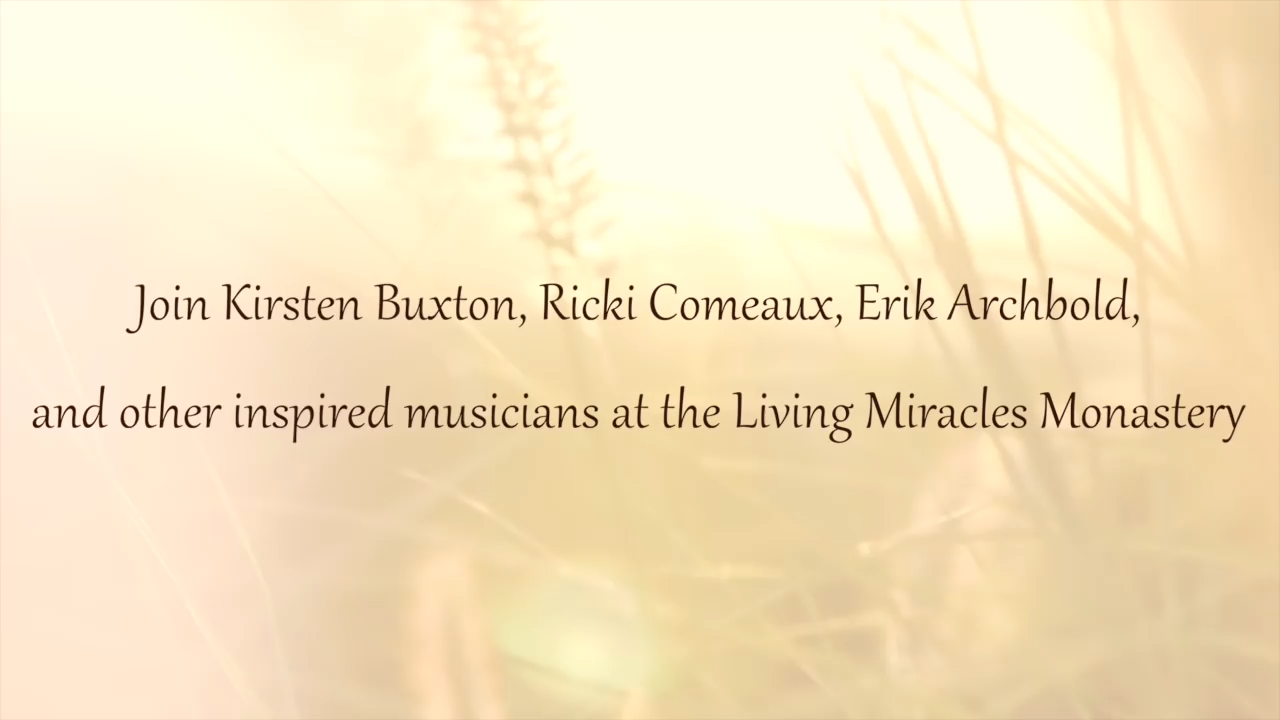 Join Kirsten Buxton, Ricki Comeaux, Erik Archbold,
and other inspired musicians at the Living Miracles Monastery